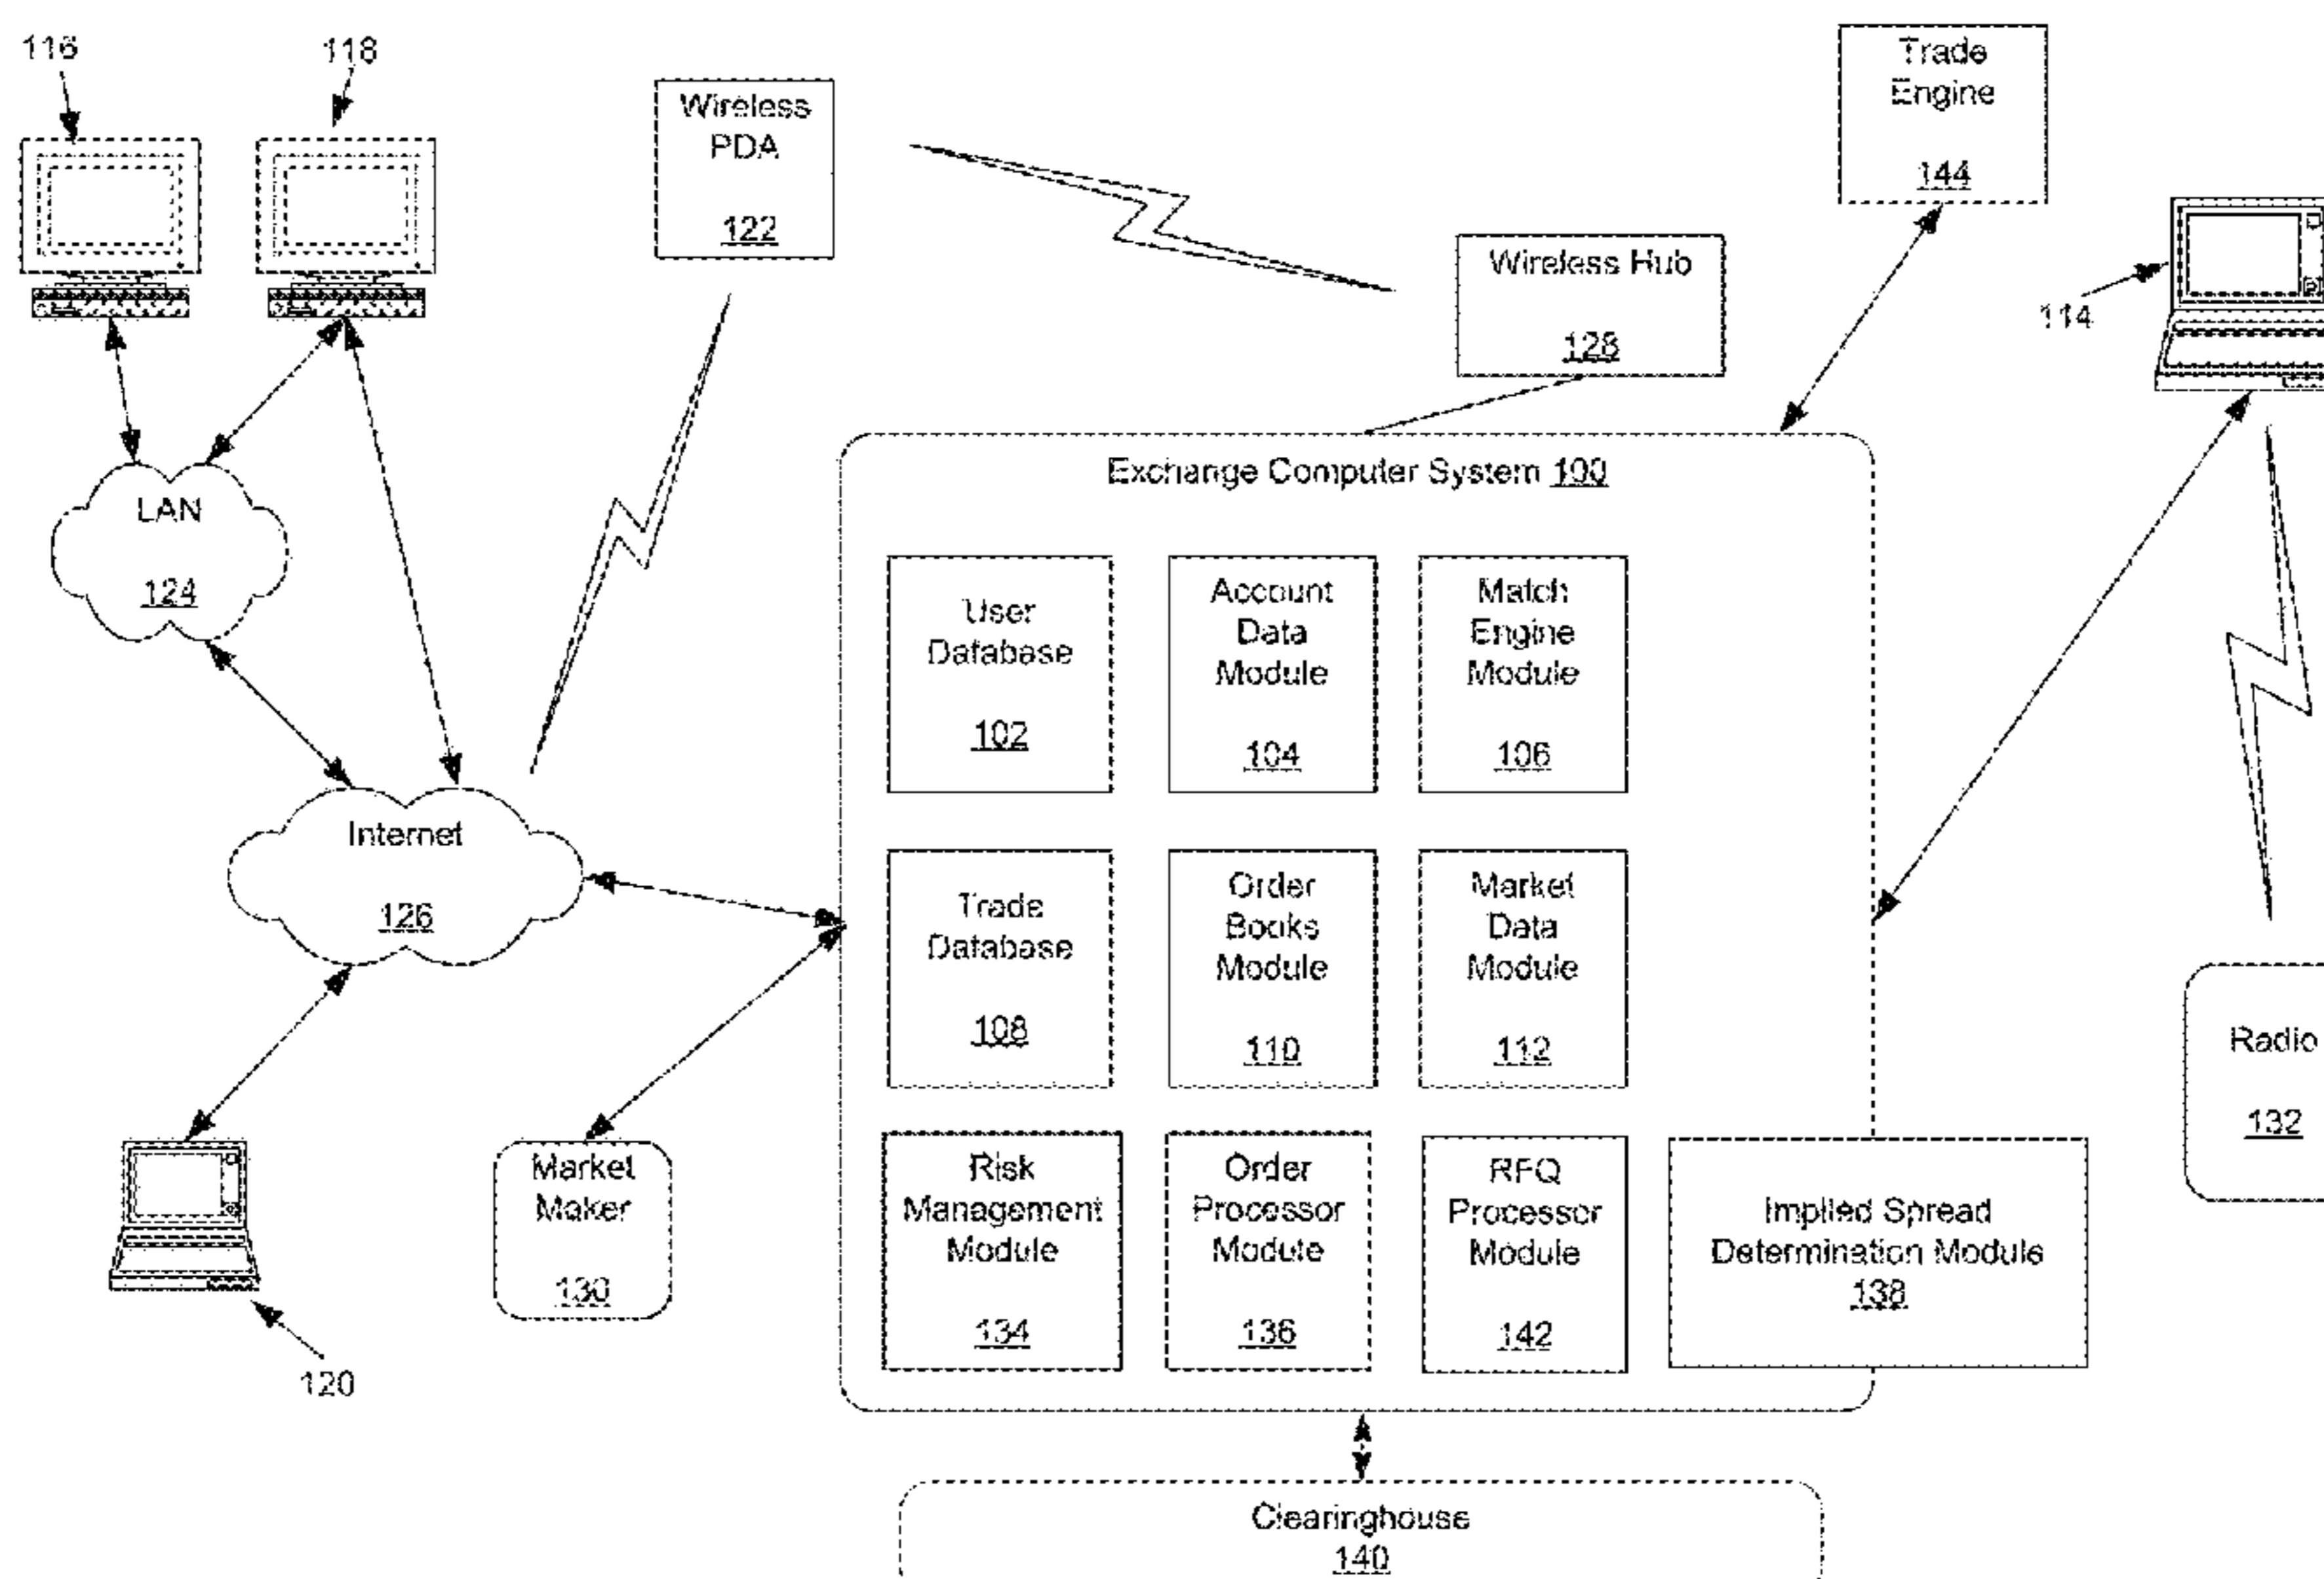 116
118
Wireless
PDA
122
Trade
Engine
144
Wireless Hub
128
114
LAN
124
Exchange Computer System 100
User
Database
102
Account
Data
Module
104
Match
Engine
Module
106
Internet
126
Trade
Database
108
Order
Books
Module
110
Market
Data
Module
112
Radio
132
Market
Maker
130
Risk
Management
Module
134
Order
Processor
Module
136
RFQ
Processor
Module
142
Implied Spread
Determination Module
138
120
Clearinghouse
140